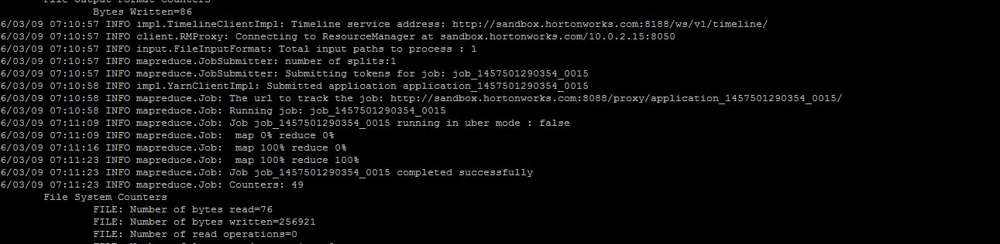 File Output Format Counters
Bytes Written=86
6/03/09 07:10:57 INFO impl.TimelineClientImpl: Timeline service address: http://sandbox.hortonworks.com:8188/ws/v1/timeline/
6/03/09 07:10:57 INFO client.RMProxy: Connecting to ResourceManager at sandbox.hortonworks.com/10.0.2.15:8050
6/03/09 07:10:57 INFO input.FileInputFormat: Total input paths to process : 1
6/03/09 07:10:57 INFO mapreduce.JobSubmitter: number of splits:1
6/03/09 07:10:57 INFO mapreduce.JobSubmitter: Submitting tokens for job: job_1457501290354_0015
6/03/09 07:10:58 INFO impl.YarnClientImpl: Submitted application application_1457501290354_0015
6/03/09 07:10:58 INFO mapreduce.Job: The url to track the job: http://sandbox.hortonworks.com:8088/proxy/application_1457501290354_0015/
6/03/09 07:10:58 INFO mapreduce.Job: Running job: job_1457501290354_0015
6/03/09 07:11:09 INFO mapreduce.Job: Job job_1457501290354_0015 running in uber mode : false
6/03/09 07:11:09 INFO mapreduce.Job:  map 0% reduce 0%
6/03/09 07:11:16 INFO mapreduce.Job:  map 100% reduce 0%
6/03/09 07:11:23 INFO mapreduce.Job:  map 100% reduce 100%
6/03/09 07:11:23 INFO mapreduce.Job: Job job_1457501290354_0015 completed successfully
6/03/09 07:11:23 INFO mapreduce.Job: Counters: 49
File System Counters
FILE: Number of bytes read=76
FILE: Number of bytes written=256921
FILE: Number of read operations=0